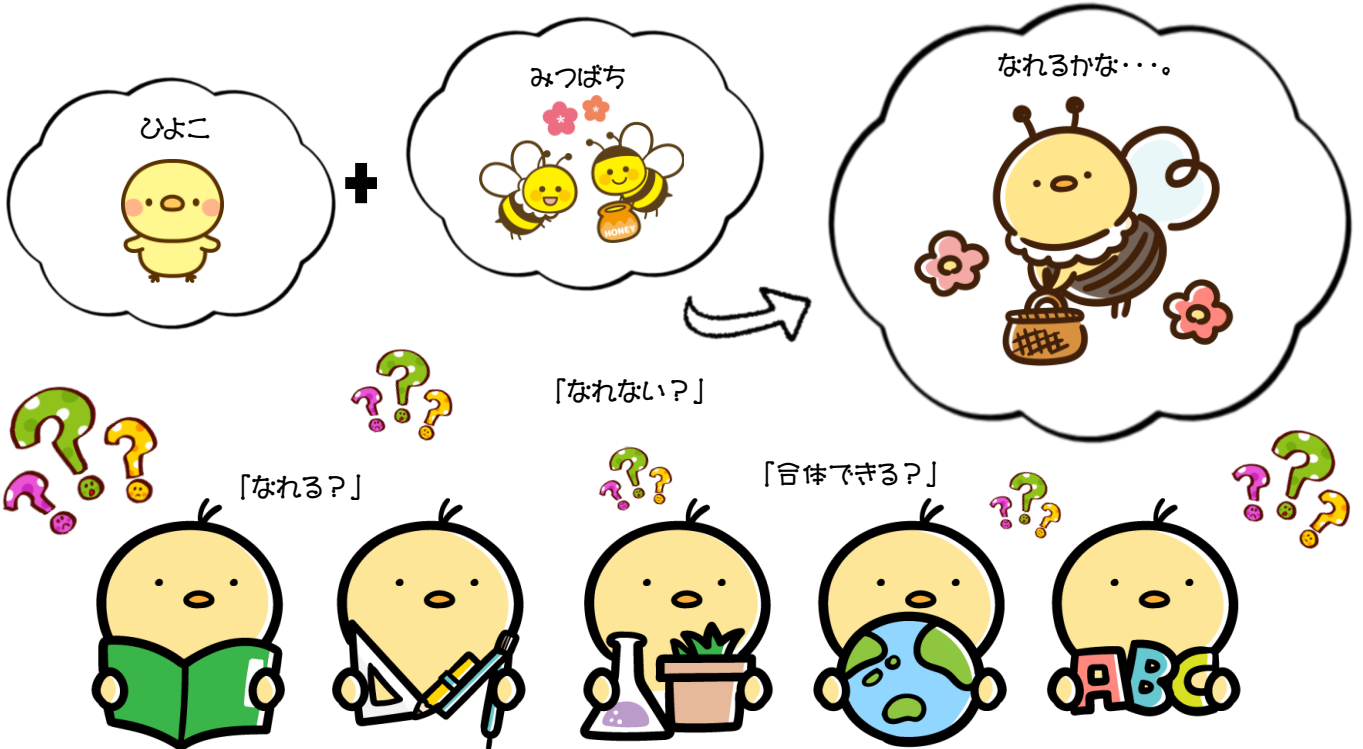 ひよこ
みつばち
HONEY
なれるかな・・・。
「なれない？」
「なれる？」
「合体できる？」
ABC